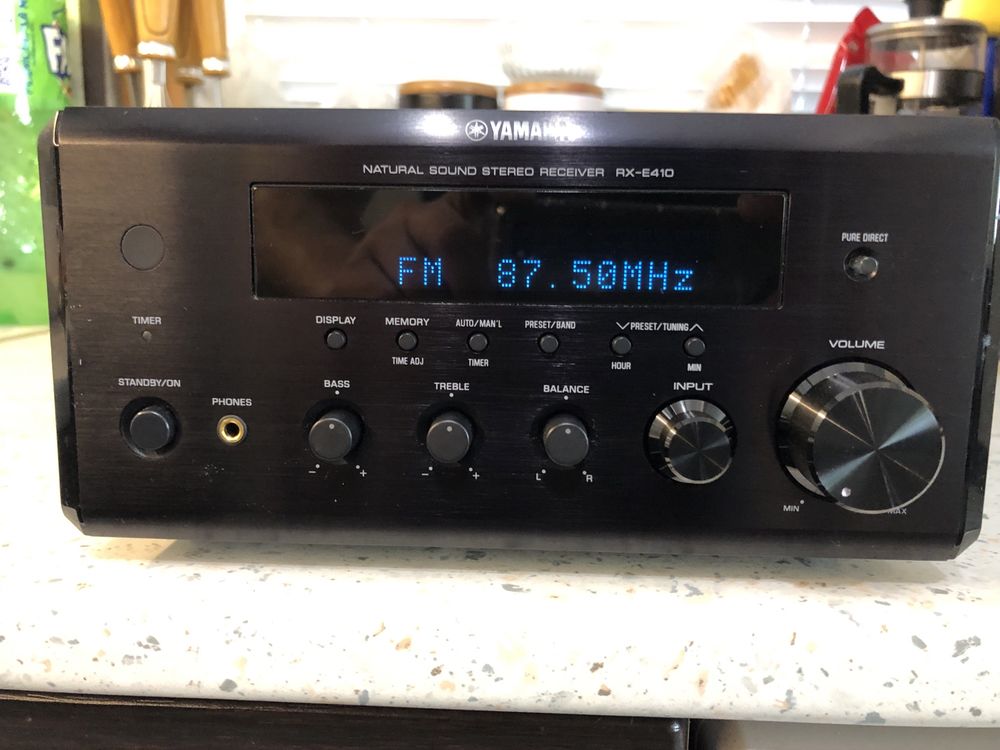 YAMAHA
NATURAL SOUND STEREO RECEIVER RX-E410
PURE DIRECT
FM 87.50MHz
TIMER
DISPLAY
MEMORY
AUTO/MAN'L
PRESET/BAND
PRESET/TUNING
TIME ADJ
TIMER
HOUR
MIN
VOLUME
STANDBY/ON
PHONES
BASS
TREBLE
BALANCE
INPUT
- +
- +
L R
MIN
MAX